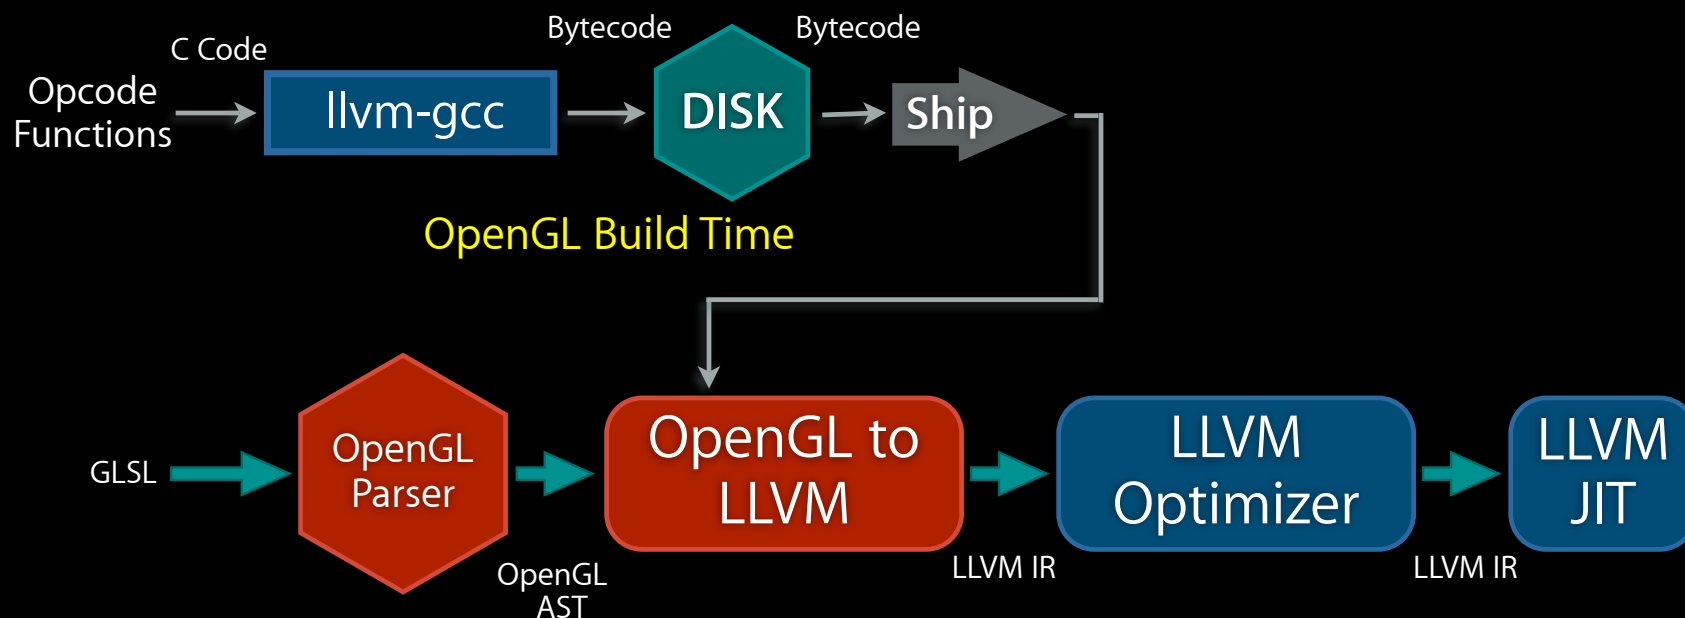 C Code
Bytecode
Bytecode
Opcode
Functions
llvm-gcc
DISK
Ship
OpenGL Build Time
GLSL
OpenGL
Parser
OpenGL
AST
OpenGL to
LLVM
LLVM IR
LLVM
Optimizer
LLVM IR
LLVM
JIT